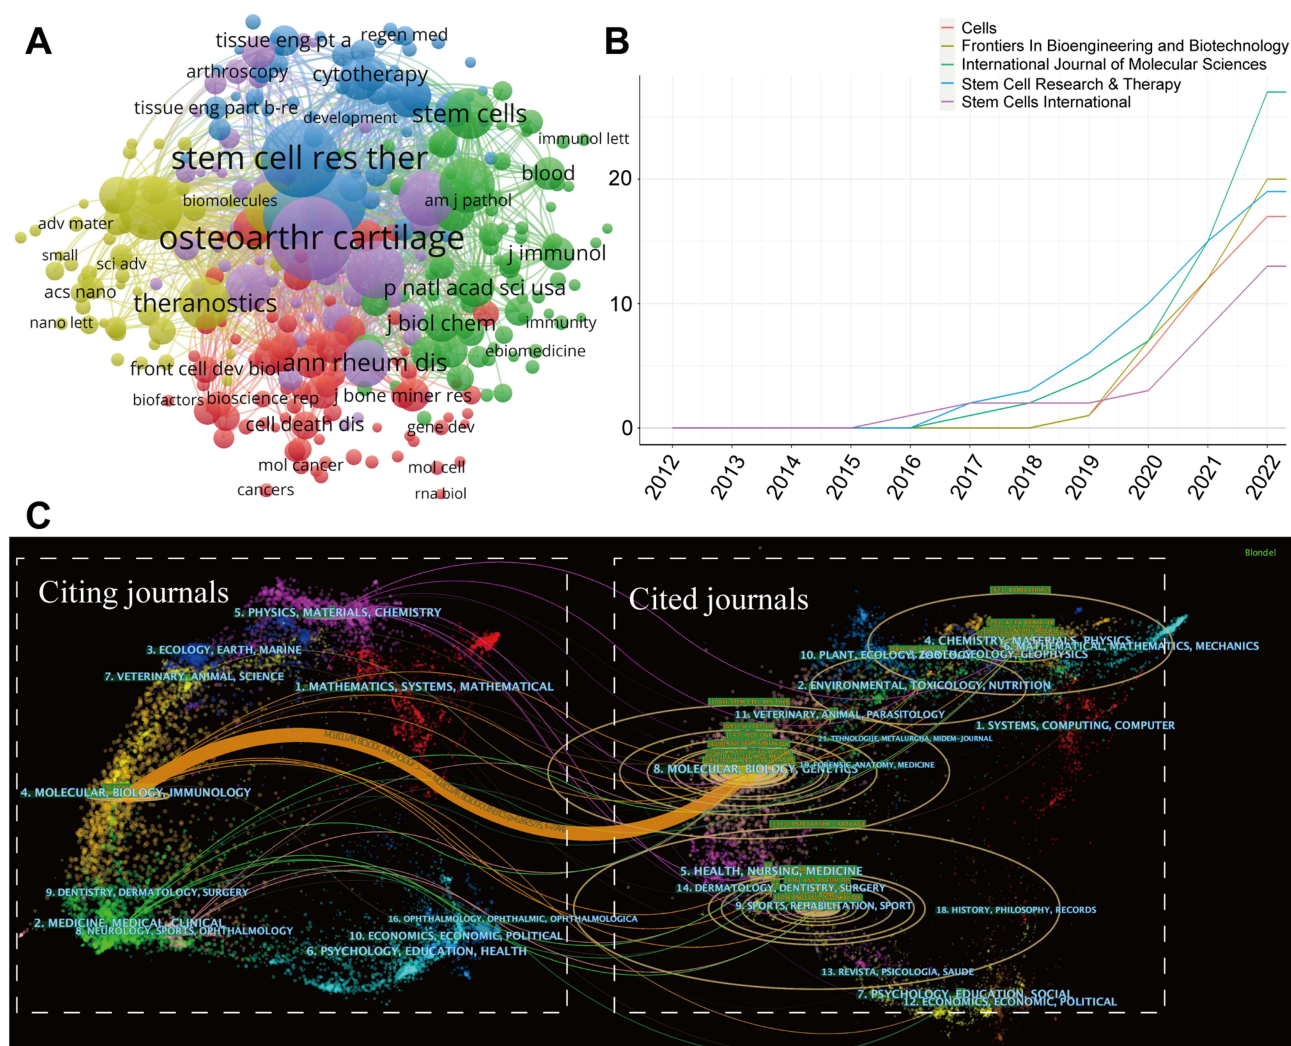 A
tissue eng pt a
regen med
arthroscopy
cytotherapy
tissue eng part b-re
development
stem cells
immunol lett
stem cell res ther
blood
biomolecules
am j pathol
adv mater
osteoarthr cartilage
j immunol
small
sci adv
acs nano
theranostics
p natl acad sci usa
nano lett
j biol chem
immunity
ebiomedicine
front cell dev biol
ann rheum dis
biofactors
bioscience rep
j bone miner res
cell death dis
gene dev
mol cancer
mol cell
cancers
rna biol
B
Cells
Frontiers In Bioengineering and Biotechnology
International Journal of Molecular Sciences
Stem Cell Research & Therapy
Stem Cells International
20
10
0
2012
2013
2014
2015
2016
2017
2018
2019
2020
2021
2022
C
Blondel
Citing journals
5. PHYSICS, MATERIALS, CHEMISTRY
3. ECOLOGY, EARTH, MARINE
7. VETERINARY, ANIMAL, SCIENCE
1. MATHEMATICS, SYSTEMS, MATHEMATICAL
4. MOLECULAR, BIOLOGY, IMMUNOLOGY
9. DENTISTRY, DERMATOLOGY, SURGERY
2. MEDICINE, MEDICAL, CLINICAL
8. NEUROLOGY, SPORTS, OPHTHALMOLOGY
16. OPHTHALMOLOGY, OPHTHALMIC, OPHTHALMOLOGICA
10. ECONOMICS, ECONOMIC, POLITICAL
6. PSYCHOLOGY, EDUCATION, HEALTH
Cited journals
4. CHEMISTRY, MATERIALS, PHYSICS
6. MATHEMATICAL, MATHEMATICS, MECHANICS
10. PLANT, ECOLOGY, ZOOLOGY
GEOLOGY, GEOPHYSICS
2. ENVIRONMENTAL, TOXICOLOGY, NUTRITION
11. VETERINARY, ANIMAL, PARASITOLOGY
1. SYSTEMS, COMPUTING, COMPUTER
21. TEHNOLOGIJE, METALURGIJA, MIDEM-JOURNAL
8. MOLECULAR, BIOLOGY, GENETICS
19. FORENSIC, ANATOMY, MEDICINE
5. HEALTH, NURSING, MEDICINE
14. DERMATOLOGY, DENTISTRY, SURGERY
9. SPORTS, REHABILITATION, SPORT
18. HISTORY, PHILOSOPHY, RECORDS
13. REVISTA, PSICOLOGIA, SAUDE
7. PSYCHOLOGY, EDUCATION, SOCIAL
12. ECONOMICS, ECONOMIC, POLITICAL